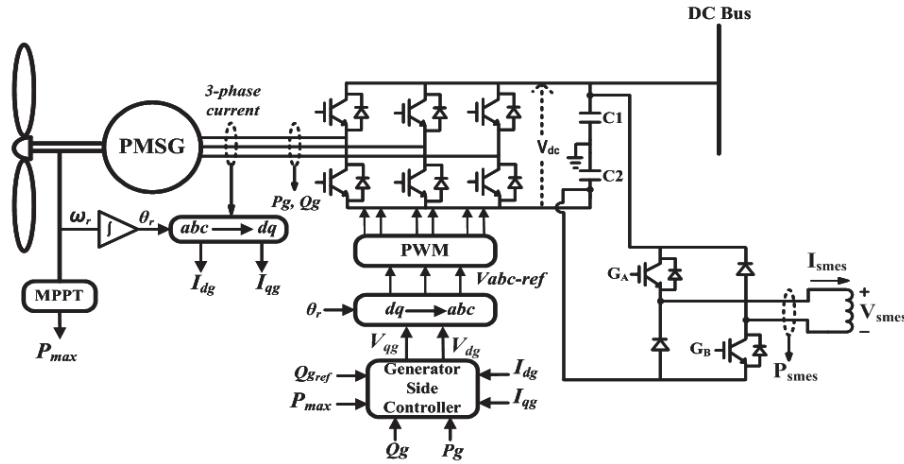 DC Bus
3-phase
current
PMSG
Pg, Qg
Vdc
C1
C2
ωr
∫
θr
abc dq
PWM
Vabc-ref
Idg
Iqg
MPPT
Pmax
θr
dq abc
Vqg
Vdg
GA
GB
Ismes
+
Vsmes
−
Psmes
Qgref
Pmax
Generator
Side
Controller
Idg
Iqg
Qg
Pg